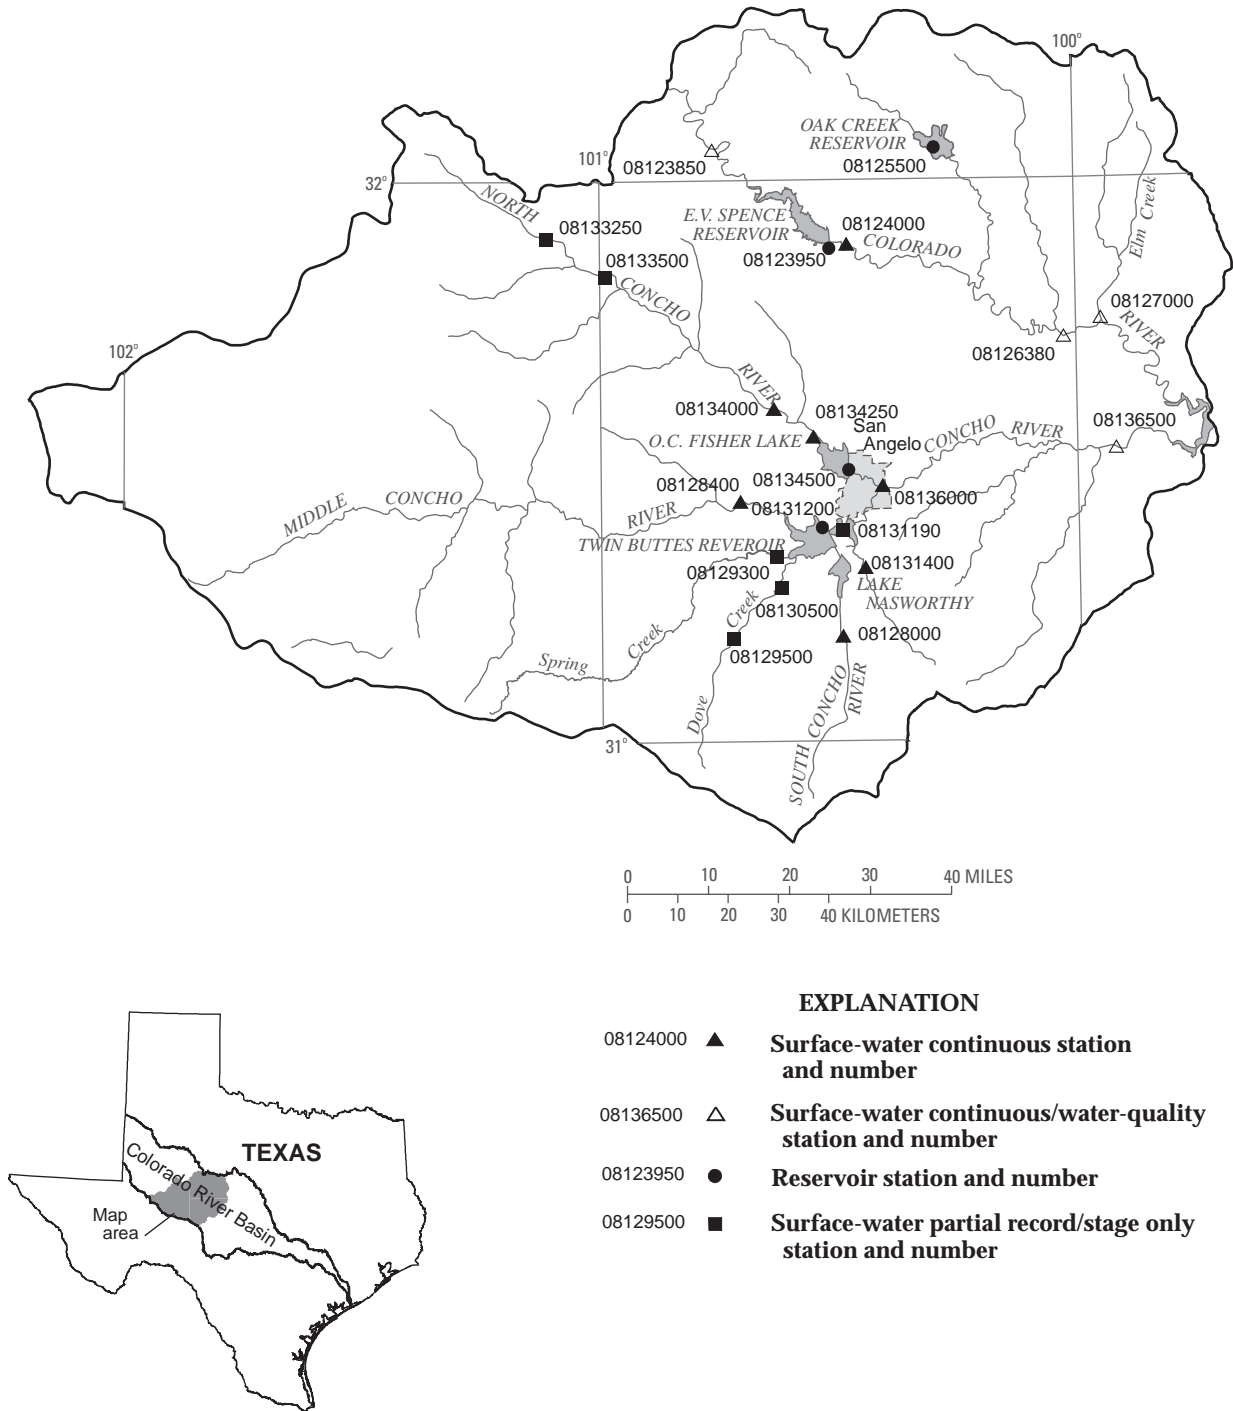 100°
OAK CREEK
RESERVOIR
08125500
08123850
101°
32°
NORTH
08133250
08133500
CONCHO
E.V. SPENCE
RESERVOIR
08124000
08123950
COLORADO
Elm Creek
08127000
RIVER
08126380
102°
RIVER
08134000
08134250
San
Angelo
O.C. FISHER LAKE
CONCHO
RIVER
08136500
08128400
08134500
08136000
MIDDLE
CONCHO
RIVER
08131200
08131190
TWIN BUTTES REVEROIR
08129300
08131400
LAKE
NASWORTHY
08130500
Creek
08128000
08129500
Creek
Spring
Dove
SOUTH CONCHO
RIVER
31°
0 10 20 30 40 MILES
0 10 20 30 40 KILOMETERS
EXPLANATION
08124000 Surface-water continuous station
and number
08136500 Surface-water continuous/water-quality
station and number
08123950 Reservoir station and number
08129500 Surface-water partial record/stage only
station and number
TEXAS
Colorado River Basin
Map
area